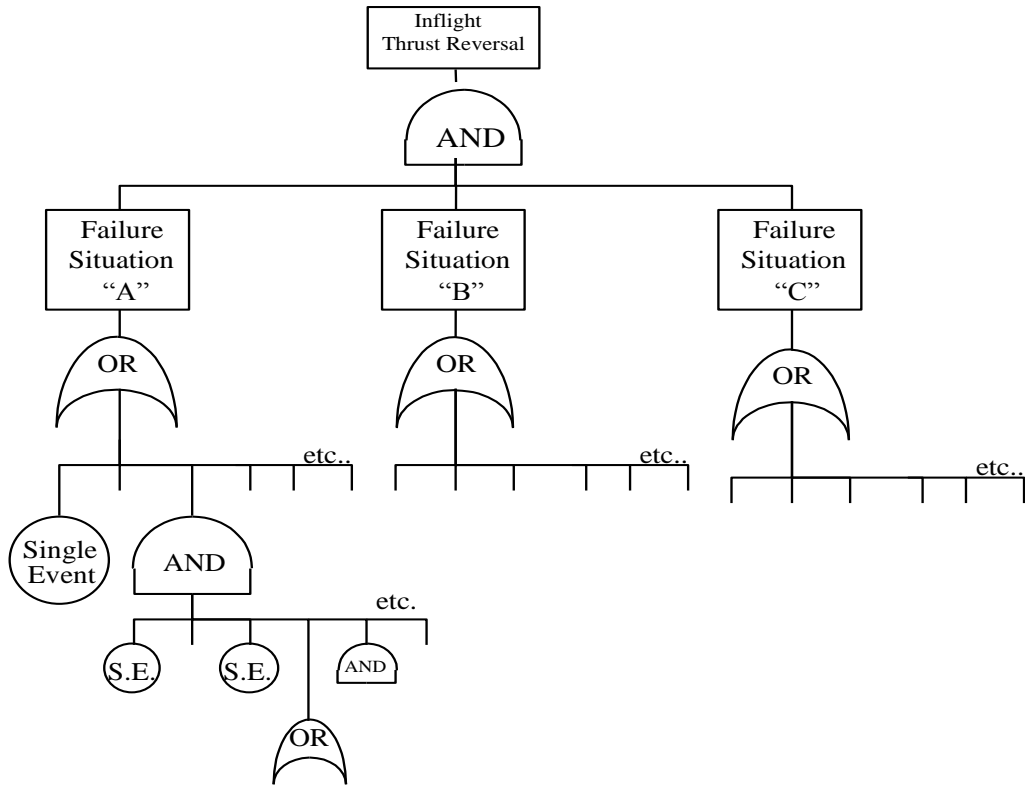 Inflight
Thrust Reversal
AND
Failure
Situation
“A”
Failure
Situation
“B”
Failure
Situation
“C”
OR
OR
OR
etc..
etc..
etc..
Single
Event
AND
etc.
S.E.
S.E.
AND
OR